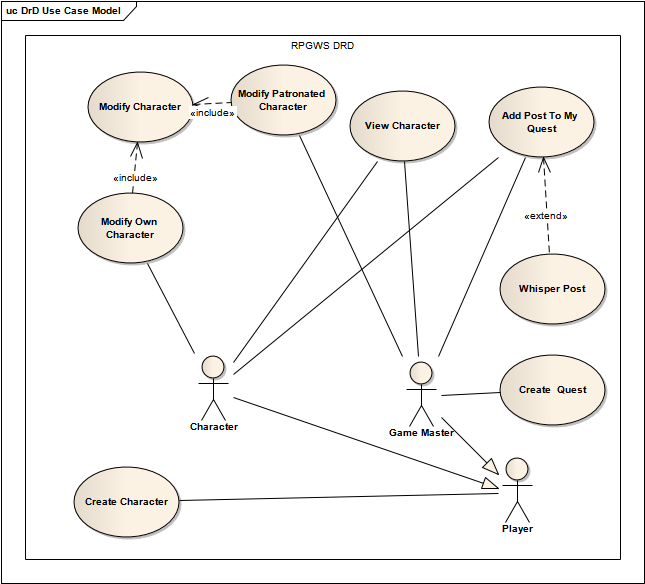 uc DrD Use Case Model
RPGWS DRD
Modify Character
«include»
Modify Patronated
Character
View Character
Add Post To My
Quest
«include»
«extend»
Modify Own
Character
Whisper Post
Create  Quest
Character
Game Master
Create Character
Player